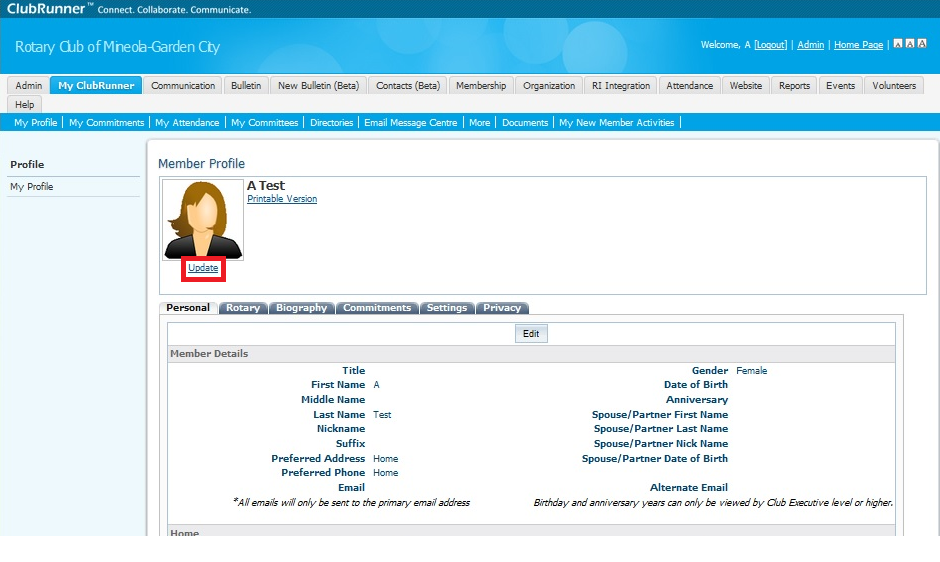 ClubRunner™ Connect. Collaborate. Communicate.
Rotary Club of Mineola-Garden City
Welcome, A [Logout] | Admin | Home Page | A A A
Admin My ClubRunner Communication Bulletin New Bulletin (Beta) Contacts (Beta) Membership Organization RI Integration Attendance Website Reports Events Volunteers
Help
My Profile | My Commitments | My Attendance | My Committees | Directories | Email Message Centre | More | Documents | My New Member Activities |
Profile
My Profile
Member Profile
A Test
Printable Version
Update
Personal Rotary Biography Commitments Settings Privacy
Edit
Member Details
Title Gender Female
First Name A Date of Birth
Middle Name Anniversary
Last Name Test Spouse/Partner First Name
Nickname Spouse/Partner Last Name
Suffix Spouse/Partner Nick Name
Preferred Address Home Spouse/Partner Date of Birth
Preferred Phone Home
Email Alternate Email
*All emails will only be sent to the primary email address Birthday and anniversary years can only be viewed by Club Executive level or higher.
Home